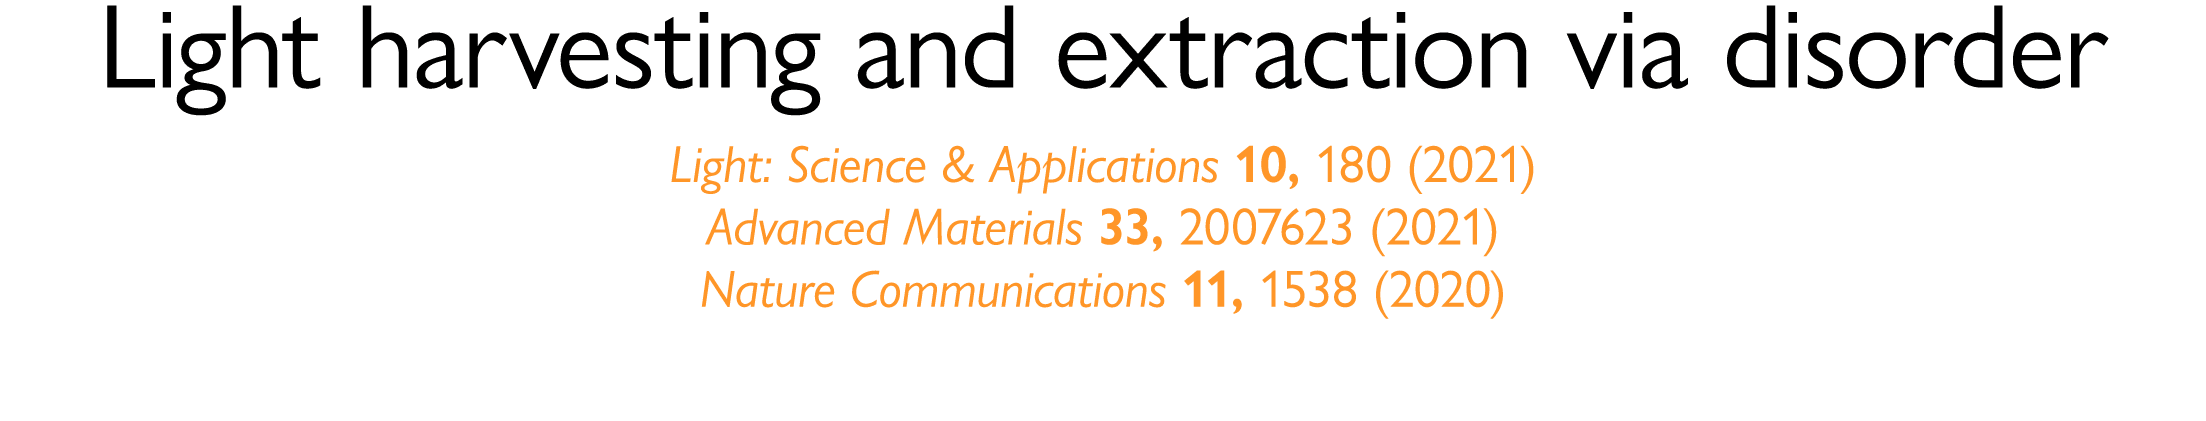 Light harvesting and extraction via disorder
Light: Science & Applications 10, 180 (2021)
Advanced Materials 33, 2007623 (2021)
Nature Communications 11, 1538 (2020)